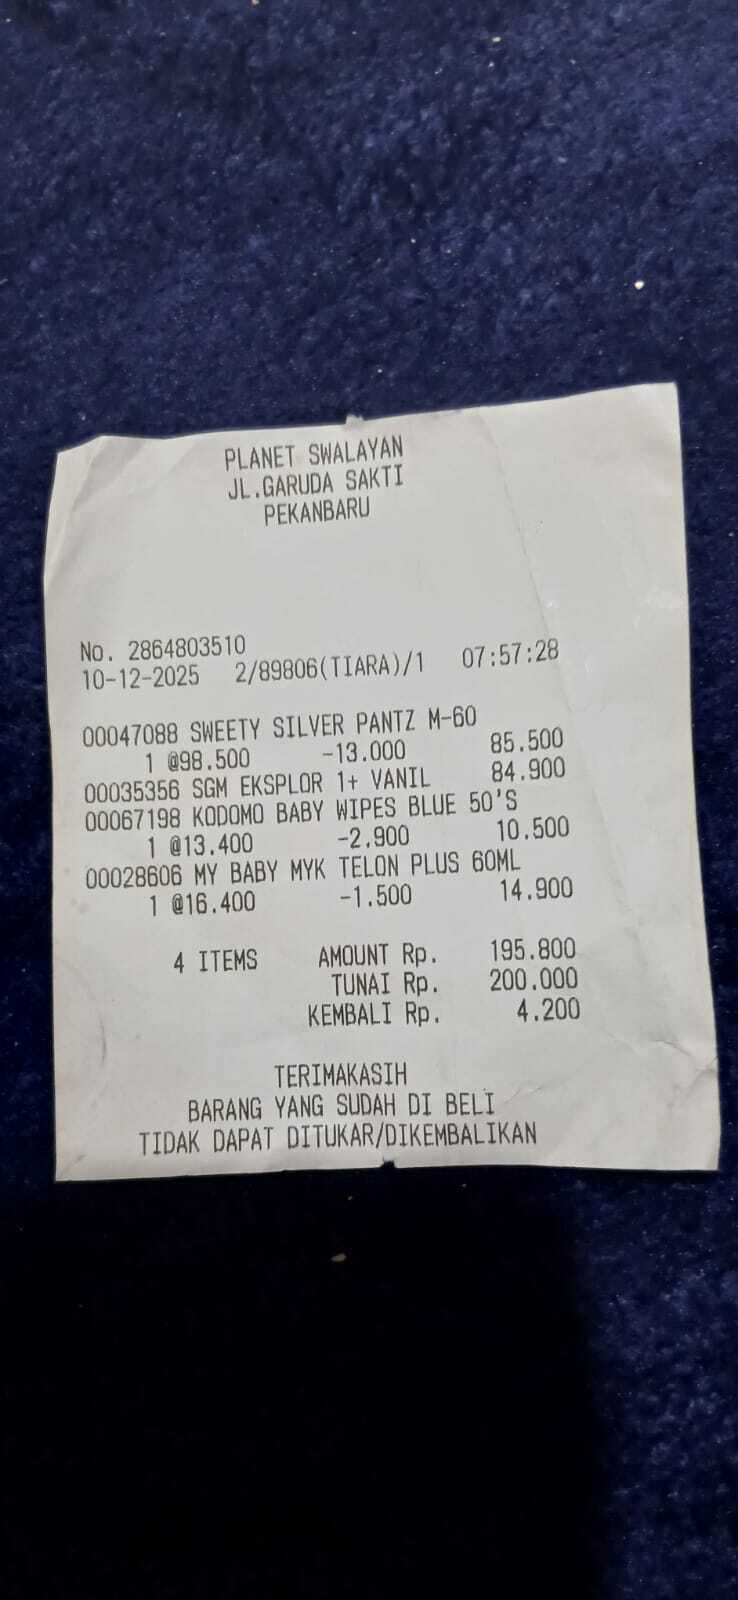 PLANET SWALAYAN
JL.GARUDA SAKTI
PEKANBARU
No. 2864803510
10-12-2025 2/89806(TIARA)/1 07:57:28
00047088 SWEETY SILVER PANTZ M-60
1 @98.500 -13.000 85.500
00035356 SGM EKSPLOR 1+ VANIL 84.900
00067198 KODOMO BABY WIPES BLUE 50'S
1 @13.400 -2.900 10.500
00028606 MY BABY MYK TELON PLUS 60ML
1 @16.400 -1.500 14.900
4 ITEMS AMOUNT Rp. 195.800
TUNAI Rp. 200.000
KEMBALI Rp. 4.200
TERIMAKASIH
BARANG YANG SUDAH DI BELI
TIDAK DAPAT DITUKAR/DIKEMBALIKAN